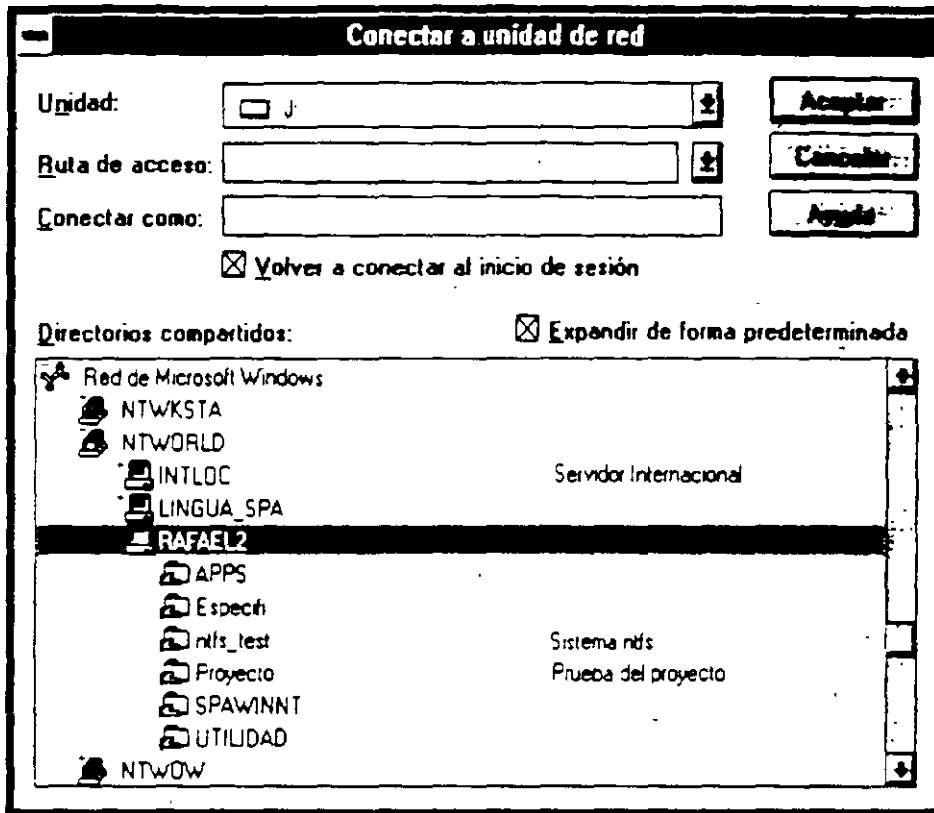 Conectar a unidad de red
Unidad: J: Aceptar
Ruta de acceso: Cancelar
Conectar como: Ayuda
Volver a conectar al inicio de sesión
Directorios compartidos: Expandir de forma predeterminada
Red de Microsoft Windows
NTWKSTA
NTWORLD
INTLOC Servidor Internacional
LINGUA_SPA
RAFAEL2
APPS
Especifi
ntfs_test Sistema ntfs
Proyecto Prueba del proyecto
SPAWINNT
UTILIDAD
NTWOW